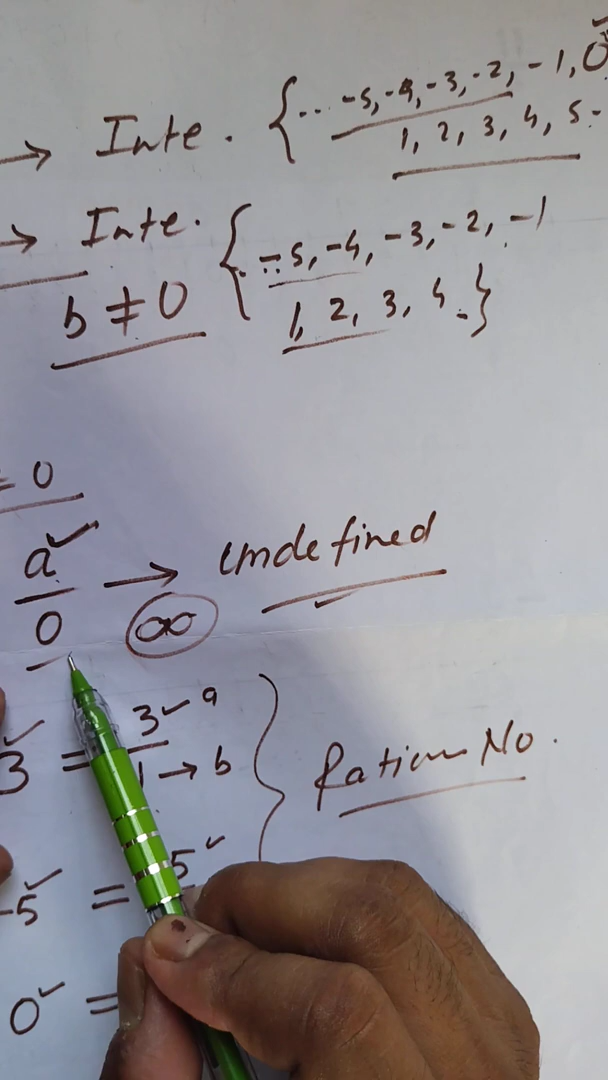 → Inte. { ... -5, -4, -3, -2, -1, 0
1, 2, 3, 4, 5.
→ Inte. { ... -5, -4, -3, -2, -1
b ≠ 0 1, 2, 3, 4 . }
= 0
a ✓
0 → Undefined ✓
∞
3 ✓ = 3 ✓ a
1 → b } Ration No.
-5 ✓ = 5 ✓
0 ✓ =